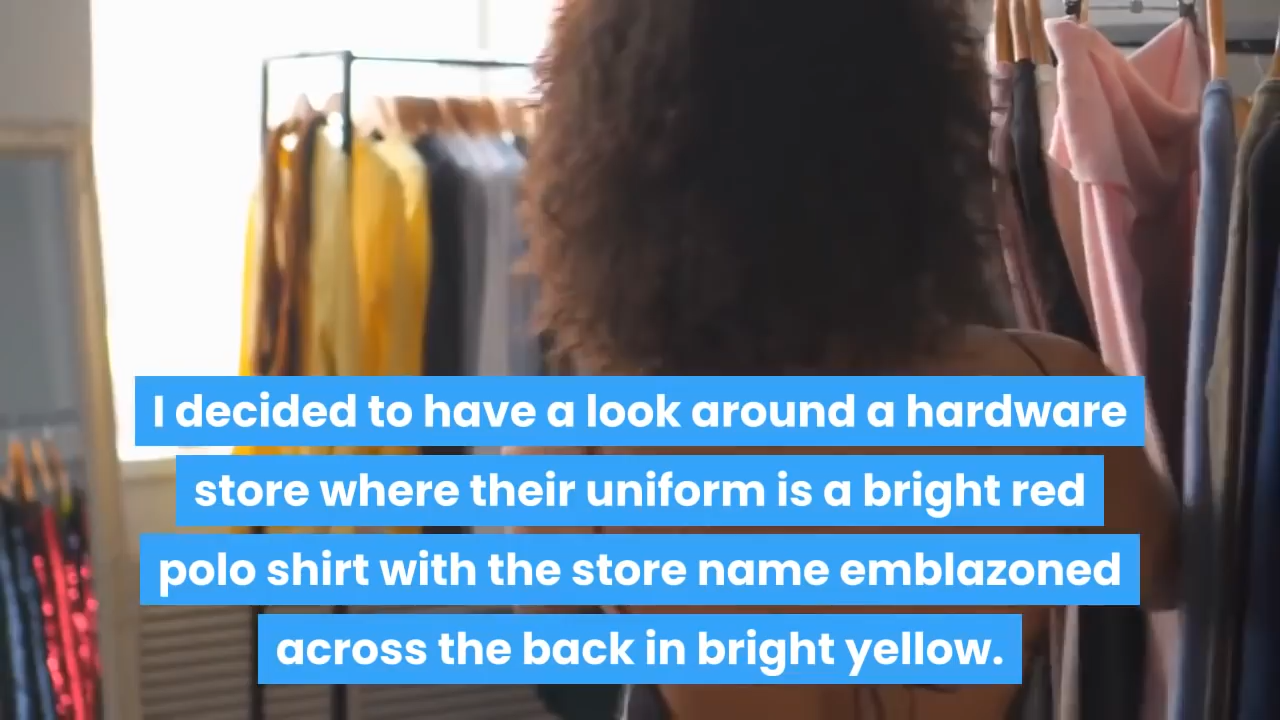 I decided to have a look around a hardware
store where their uniform is a bright red
polo shirt with the store name emblazoned
across the back in bright yellow.